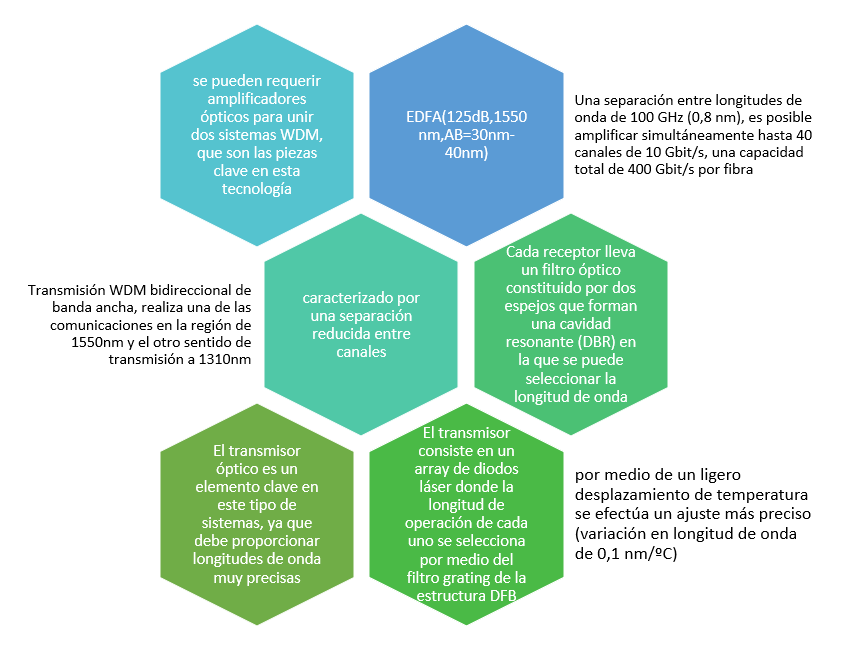 se pueden requerir
amplificadores
ópticos para unir
dos sistemas WDM,
que son las piezas
clave en esta
tecnología
EDFA(125dB,1550
nm,AB=30nm-
40nm)
Una separación entre longitudes de
onda de 100 GHz (0,8 nm), es posible
amplificar simultáneamente hasta 40
canales de 10 Gbit/s, una capacidad
total de 400 Gbit/s por fibra
Transmisión WDM bidireccional de
banda ancha, realiza una de las
comunicaciones en la región de
1550nm y el otro sentido de
transmisión a 1310nm
caracterizado por
una separación
reducida entre
canales
Cada receptor lleva
un filtro óptico
constituido por dos
espejos que forman
una cavidad
resonante (DBR) en
la que se puede
seleccionar la
longitud de onda
El transmisor
óptico es un
elemento clave en
este tipo de
sistemas, ya que
debe proporcionar
longitudes de onda
muy precisas
El transmisor
consiste en un
array de diodos
láser donde la
longitud de
operación de cada
uno se selecciona
por medio del
filtro grating de la
estructura DFB
por medio de un ligero
desplazamiento de temperatura
se efectúa un ajuste más preciso
(variación en longitud de onda
de 0,1 nm/ºC)